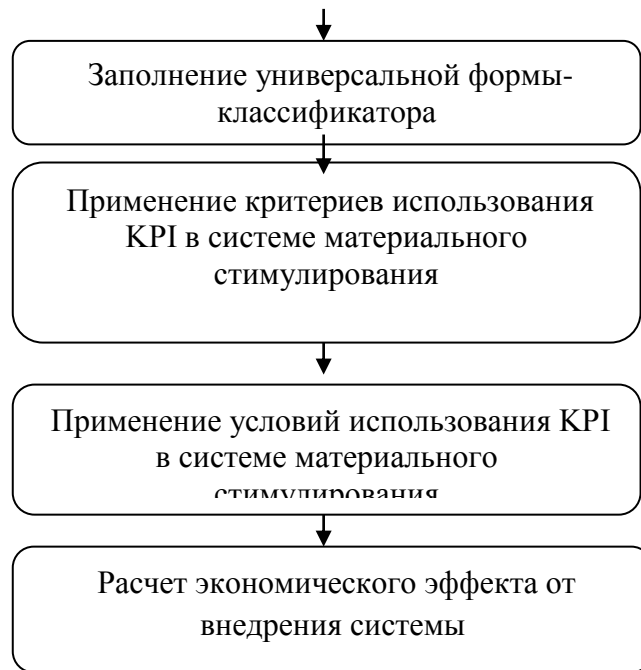 Заполнение универсальной формы-
классификатора
Применение критериев использования
KPI в системе материального
стимулирования
Применение условий использования KPI
в системе материального
стимулирования
Расчет экономического эффекта от
внедрения системы